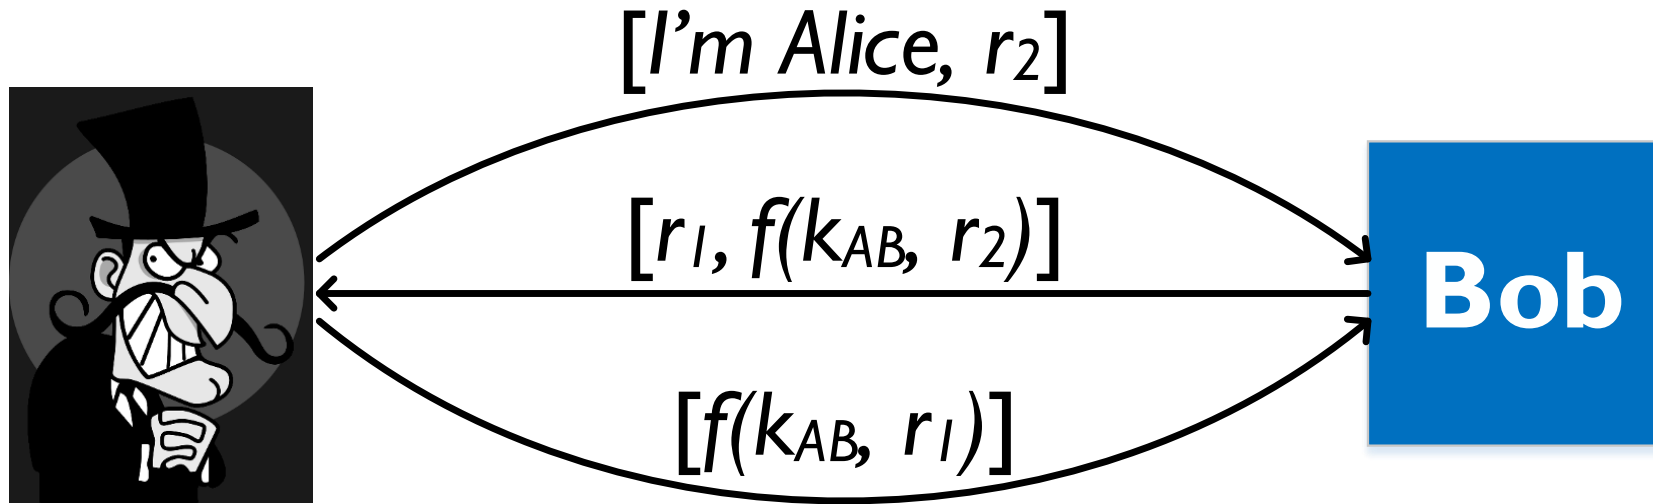 [I'm Alice, r2]
[r1, f(kAB, r2)]
Bob
[f(kAB, r1)]